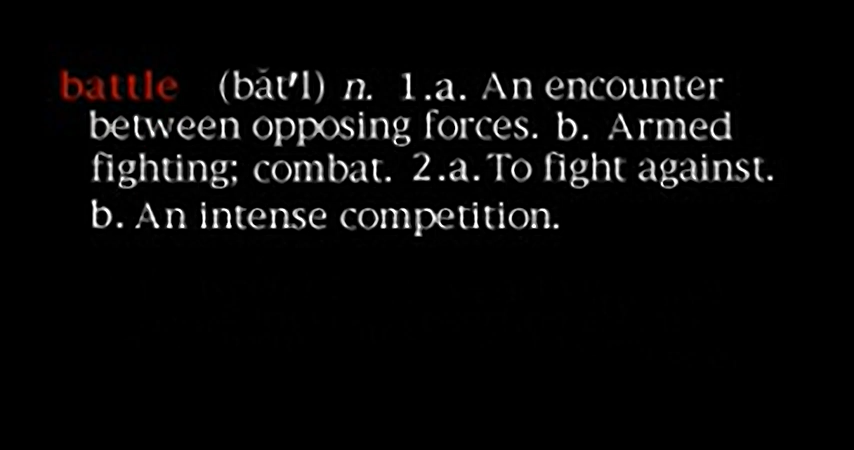 battle (băt′l) n. 1.a. An encounter
between opposing forces. b. Armed
fighting; combat. 2.a. To fight against.
b. An intense competition.